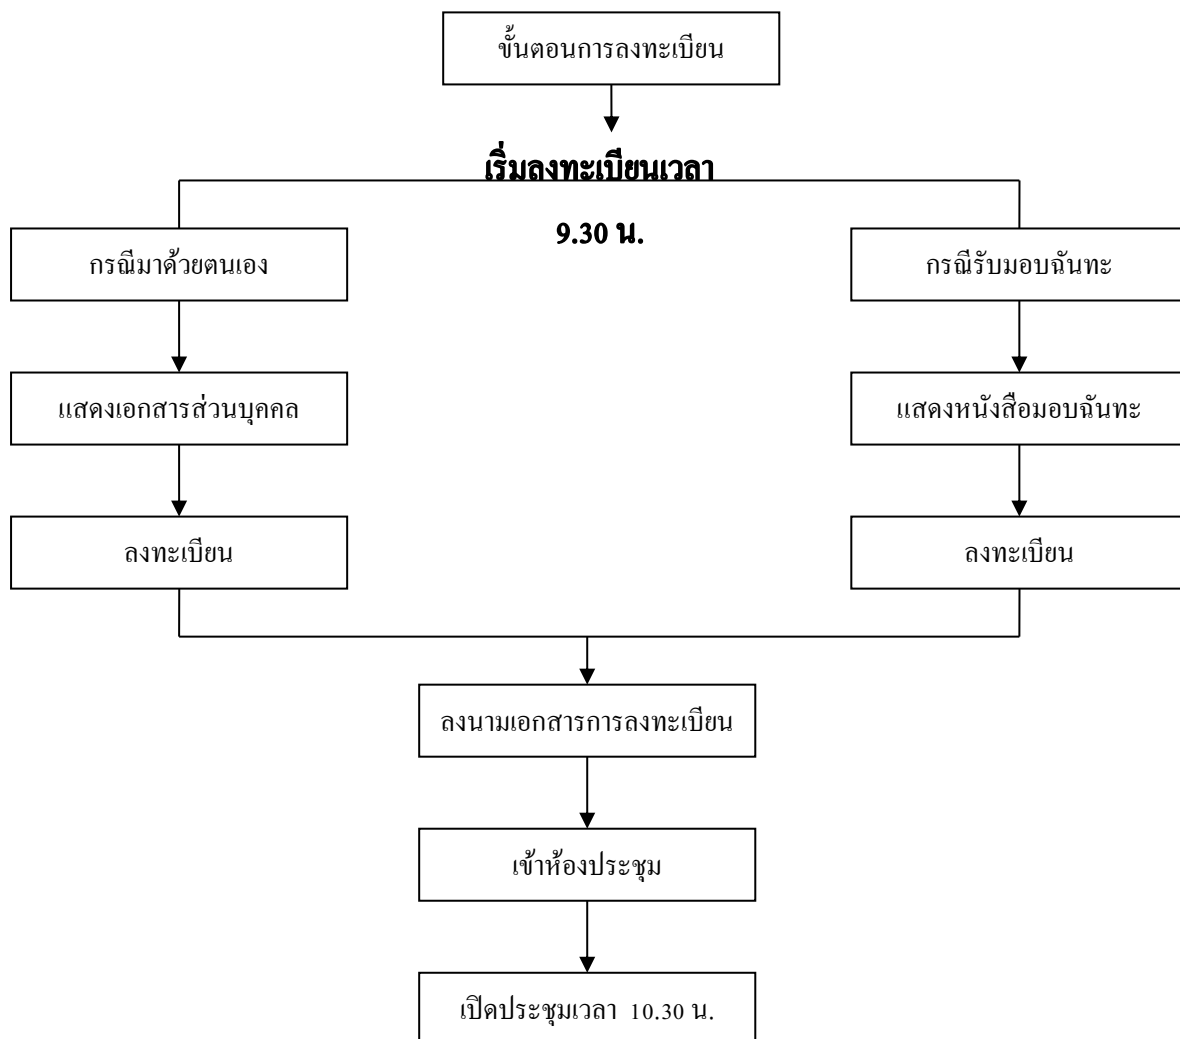 ขั้นตอนการลงทะเบียน
เริ่มลงทะเบียนเวลา
9.30 น.
กรณีมาด้วยตนเอง
กรณีรับมอบฉันทะ
แสดงเอกสารส่วนบุคคล
แสดงหนังสือมอบฉันทะ
ลงทะเบียน
ลงทะเบียน
ลงนามเอกสารการลงทะเบียน
เข้าห้องประชุม
เปิดประชุมเวลา 10.30 น.